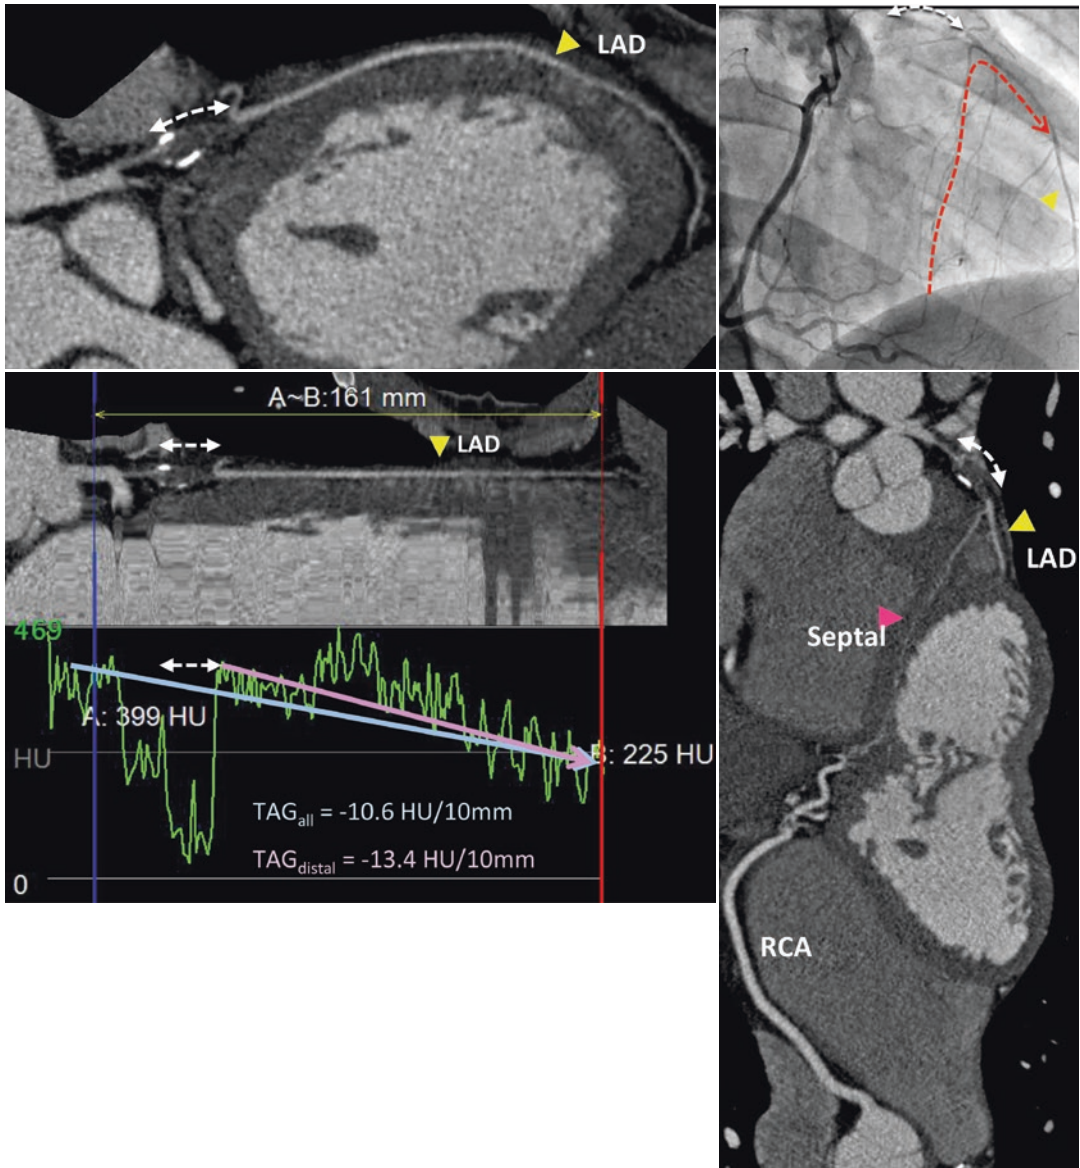 LAD
A~B:161 mm
LAD
469
A: 399 HU
HU
B: 225 HU
TAGall = -10.6 HU/10mm
TAGdistal = -13.4 HU/10mm
0
LAD
Septal
RCA